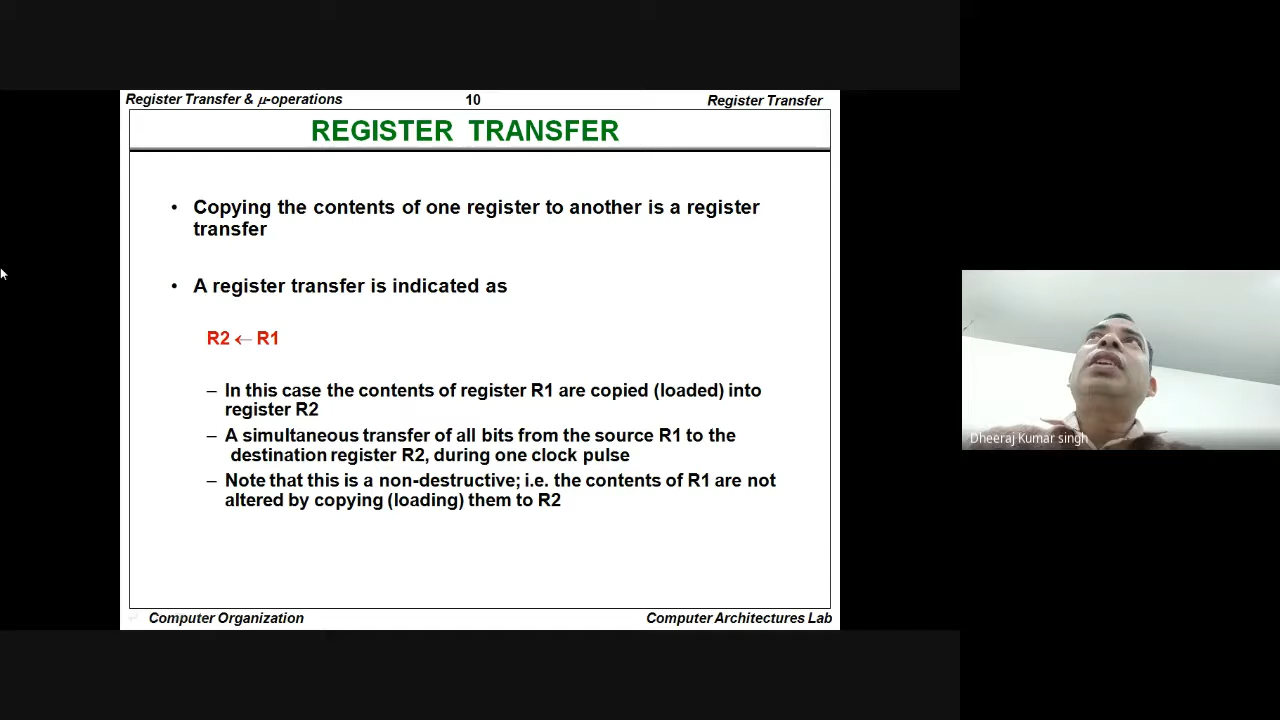 Register Transfer & μ-operations 10 Register Transfer
REGISTER TRANSFER
• Copying the contents of one register to another is a register
transfer
• A register transfer is indicated as
R2 ← R1
– In this case the contents of register R1 are copied (loaded) into
register R2
– A simultaneous transfer of all bits from the source R1 to the
destination register R2, during one clock pulse
– Note that this is a non-destructive; i.e. the contents of R1 are not
altered by copying (loading) them to R2
Computer Organization Computer Architectures Lab
Dheeraj Kumar singh